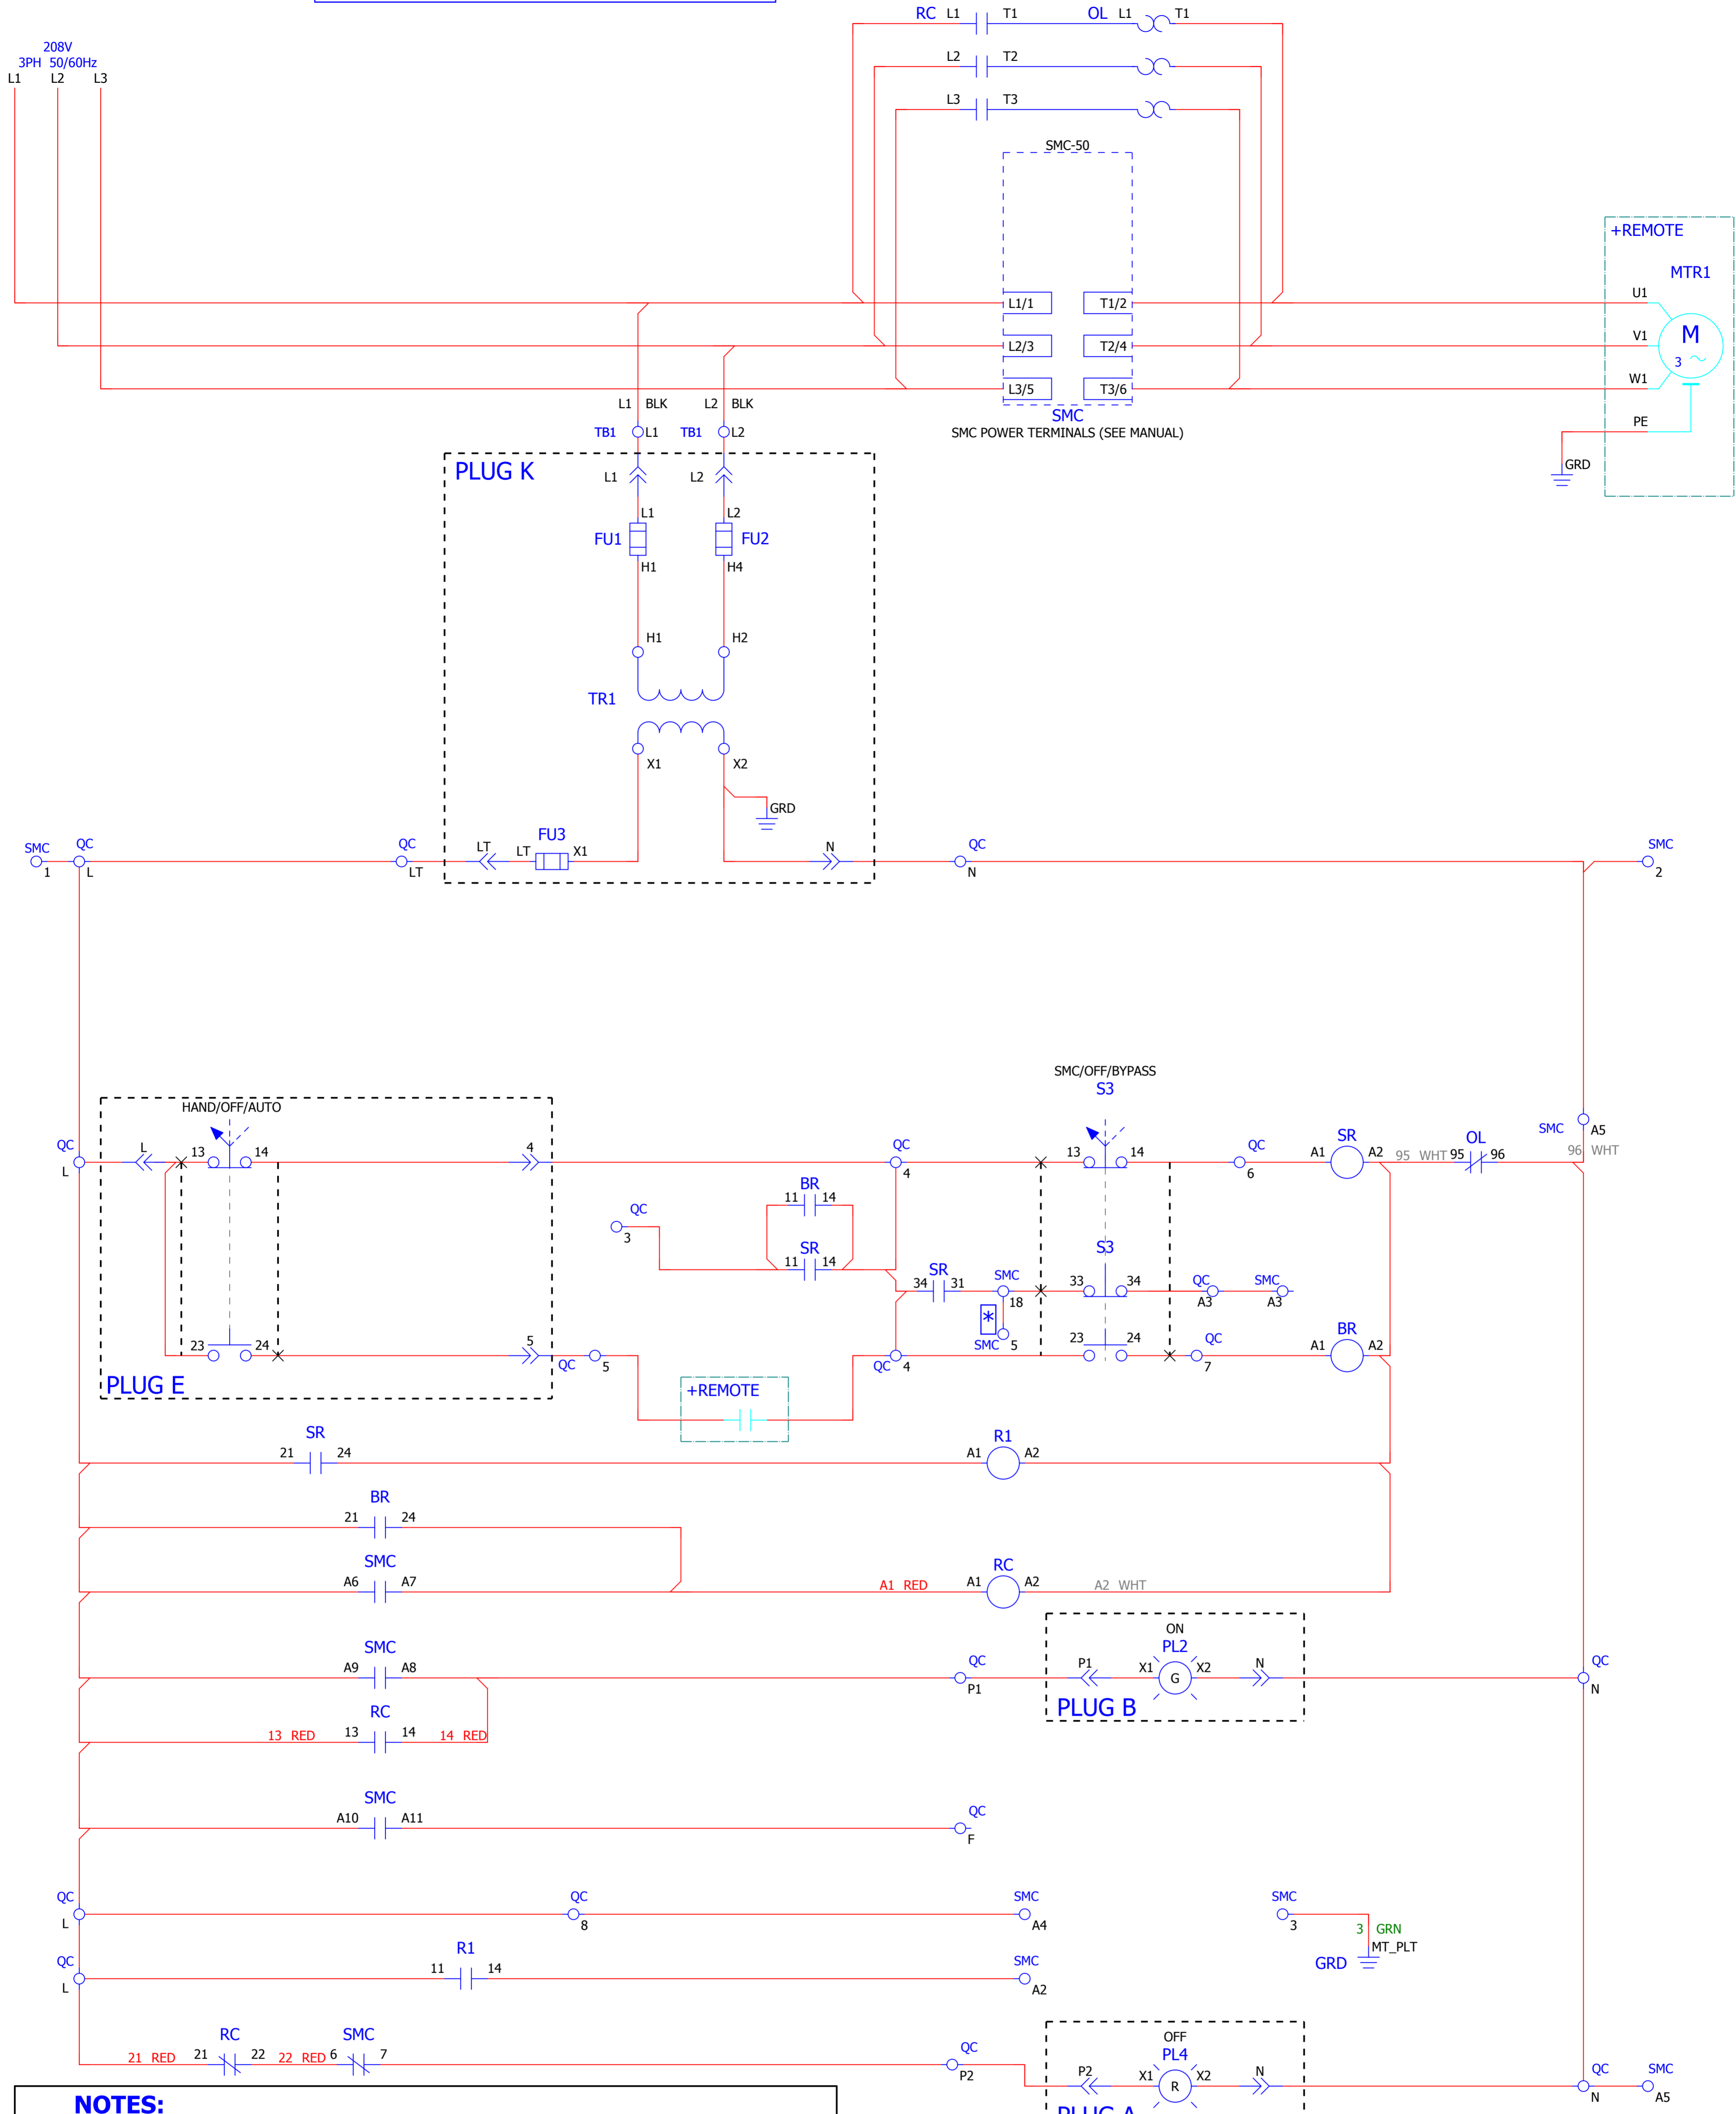 RC L1 T1 OL L1 T1
208V
3PH 50/60Hz
L1 L2 L3
L2 T2
L3 T3
SMC-50
+REMOTE
MTR1
L1/1 T1/2 U1
L2/3 T2/4 V1
M
3
L3/5 T3/6 W1
L1 BLK L2 BLK
SMC
PE
TB1 L1 TB1 L2
SMC POWER TERMINALS (SEE MANUAL)
PLUG K
L1 L2
GRD
L1 L2
FU1 FU2
H1 H4
H1 H2
TR1
X1 X2
GRD
FU3
SMC QC QC LT LT X1 N QC SMC
1 L LT N 2
SMC/OFF/BYPASS
S3
HAND/OFF/AUTO
SMC A5
QC L 13 14 4 QC 13 14 QC SR OL
A1 A2 95 WHT 95 96 96 WHT
L 4 6
BR
11 14
QC
3
SR
11 14
S3
SR
34 31 SMC 33 34 QC SMC
18 A3 A3
*
23 24 5 SMC 5 23 24 QC BR
A1 A2
QC 5 QC 4 7
PLUG E
+REMOTE
SR R1
21 24 A1 A2
BR
21 24
SMC RC
A6 A7 A1 RED A1 A2 A2 WHT
ON
SMC PL2
A9 A8 QC P1 X1 G X2 N QC
P1 N
RC PLUG B
13 RED 13 14 14 RED
SMC
A10 A11 QC
F
QC QC SMC SMC
L 8 A4 3
3 GRN
MT_PLT
GRD
QC R1 SMC
L 11 14 A2
OFF
RC SMC PL4
21 RED 21 22 22 RED 6 7 QC P2 X1 R X2 N QC SMC
P2 N A5
NOTES:
PLUG A